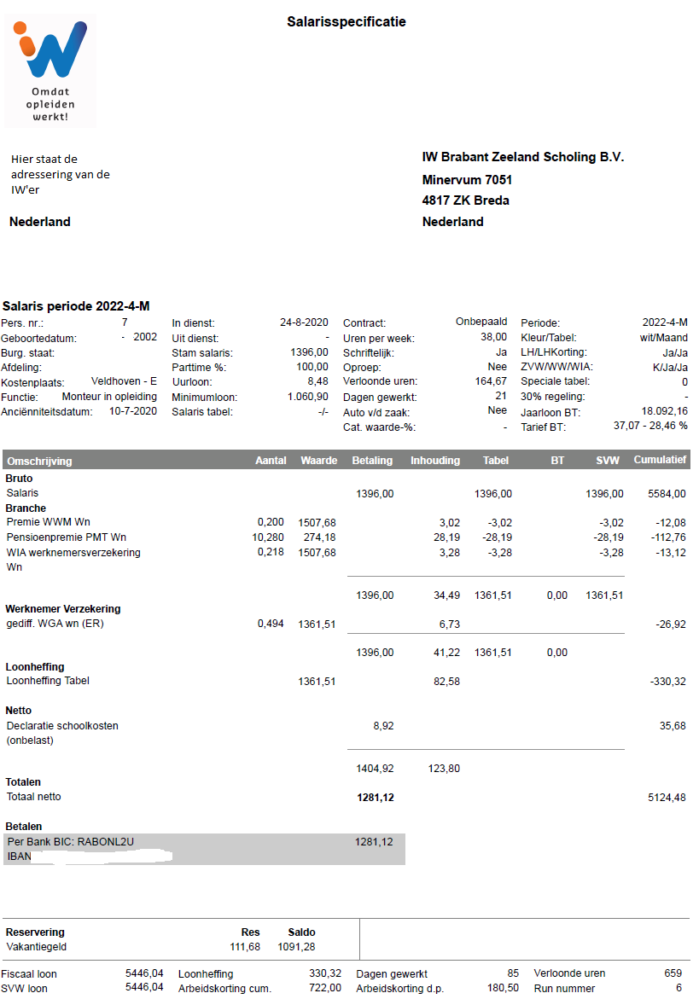 Salarisspecificatie
iW
Omdat
opleiden
werkt!
Hier staat de
adressering van de
IW'er
Nederland
IW Brabant Zeeland Scholing B.V.
Minervum 7051
4817 ZK Breda
Nederland
Salaris periode 2022-4-M
Pers. nr.: 7 In dienst: 24-8-2020 Contract: Onbepaald Periode: 2022-4-M
Geboortedatum: - 2002 Uit dienst: - Uren per week: 38,00 Kleur/Tabel: wit/Maand
Burg. staat: Stam salaris: 1396,00 Schriftelijk: Ja LH/LHKorting: Ja/Ja
Afdeling: Parttime %: 100,00 Oproep: Nee ZVW/WW/WIA: K/Ja/Ja
Kostenplaats: Veldhoven - E Uurloon: 8,48 Verloonde uren: 164,67 Speciale tabel: 0
Functie: Monteur in opleiding Minimumloon: 1.060,90 Dagen gewerkt: 21 30% regeling: -
Anciënniteitsdatum: 10-7-2020 Salaris tabel: -/- Auto v/d zaak: Nee Jaarloon BT: 18.092,16
Cat. waarde-%: - Tarief BT: 37,07 - 28,46 %
Omschrijving Aantal Waarde Betaling Inhouding Tabel BT SVW Cumulatief
Bruto
Salaris 1396,00 1396,00 1396,00 5584,00
Branche
Premie WWM Wn 0,200 1507,68 3,02 -3,02 -3,02 -12,08
Pensioenpremie PMT Wn 10,280 274,18 28,19 -28,19 -28,19 -112,76
WIA werknemersverzekering 0,218 1507,68 3,28 -3,28 -3,28 -13,12
Wn
1396,00 34,49 1361,51 0,00 1361,51
Werknemer Verzekering
gediff. WGA wn (ER) 0,494 1361,51 6,73 -26,92
1396,00 41,22 1361,51 0,00
Loonheffing
Loonheffing Tabel 1361,51 82,58 -330,32
Netto
Declaratie schoolkosten 8,92 35,68
(onbelast)
1404,92 123,80
Totalen
Totaal netto 1281,12 5124,48
Betalen
Per Bank BIC: RABONL2U 1281,12
IBAN
Reservering Res Saldo
Vakantiegeld 111,68 1091,28
Fiscaal loon 5446,04 Loonheffing 330,32 Dagen gewerkt 85 Verloonde uren 659
SVW loon 5446,04 Arbeidskorting cum. 722,00 Arbeidskorting d.p. 180,50 Run nummer 6